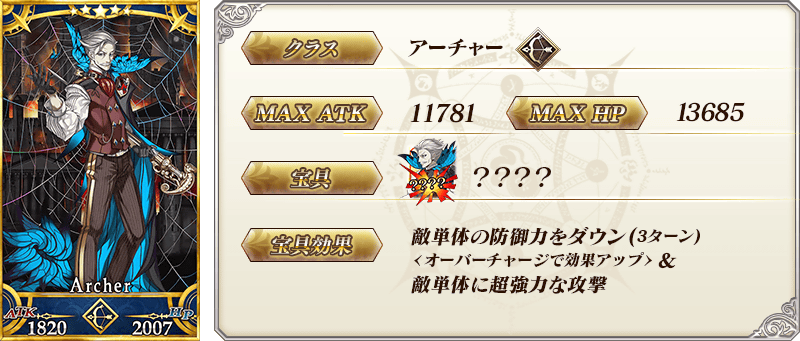 Archer
ATK
1820
HP
2007
クラス
アーチャー
MAX ATK
11781
MAX HP
13685
宝具
????
????
宝具効果
敵単体の防御力をダウン(3ターン)
<オーバーチャージで効果アップ>&
敵単体に超強力な攻撃